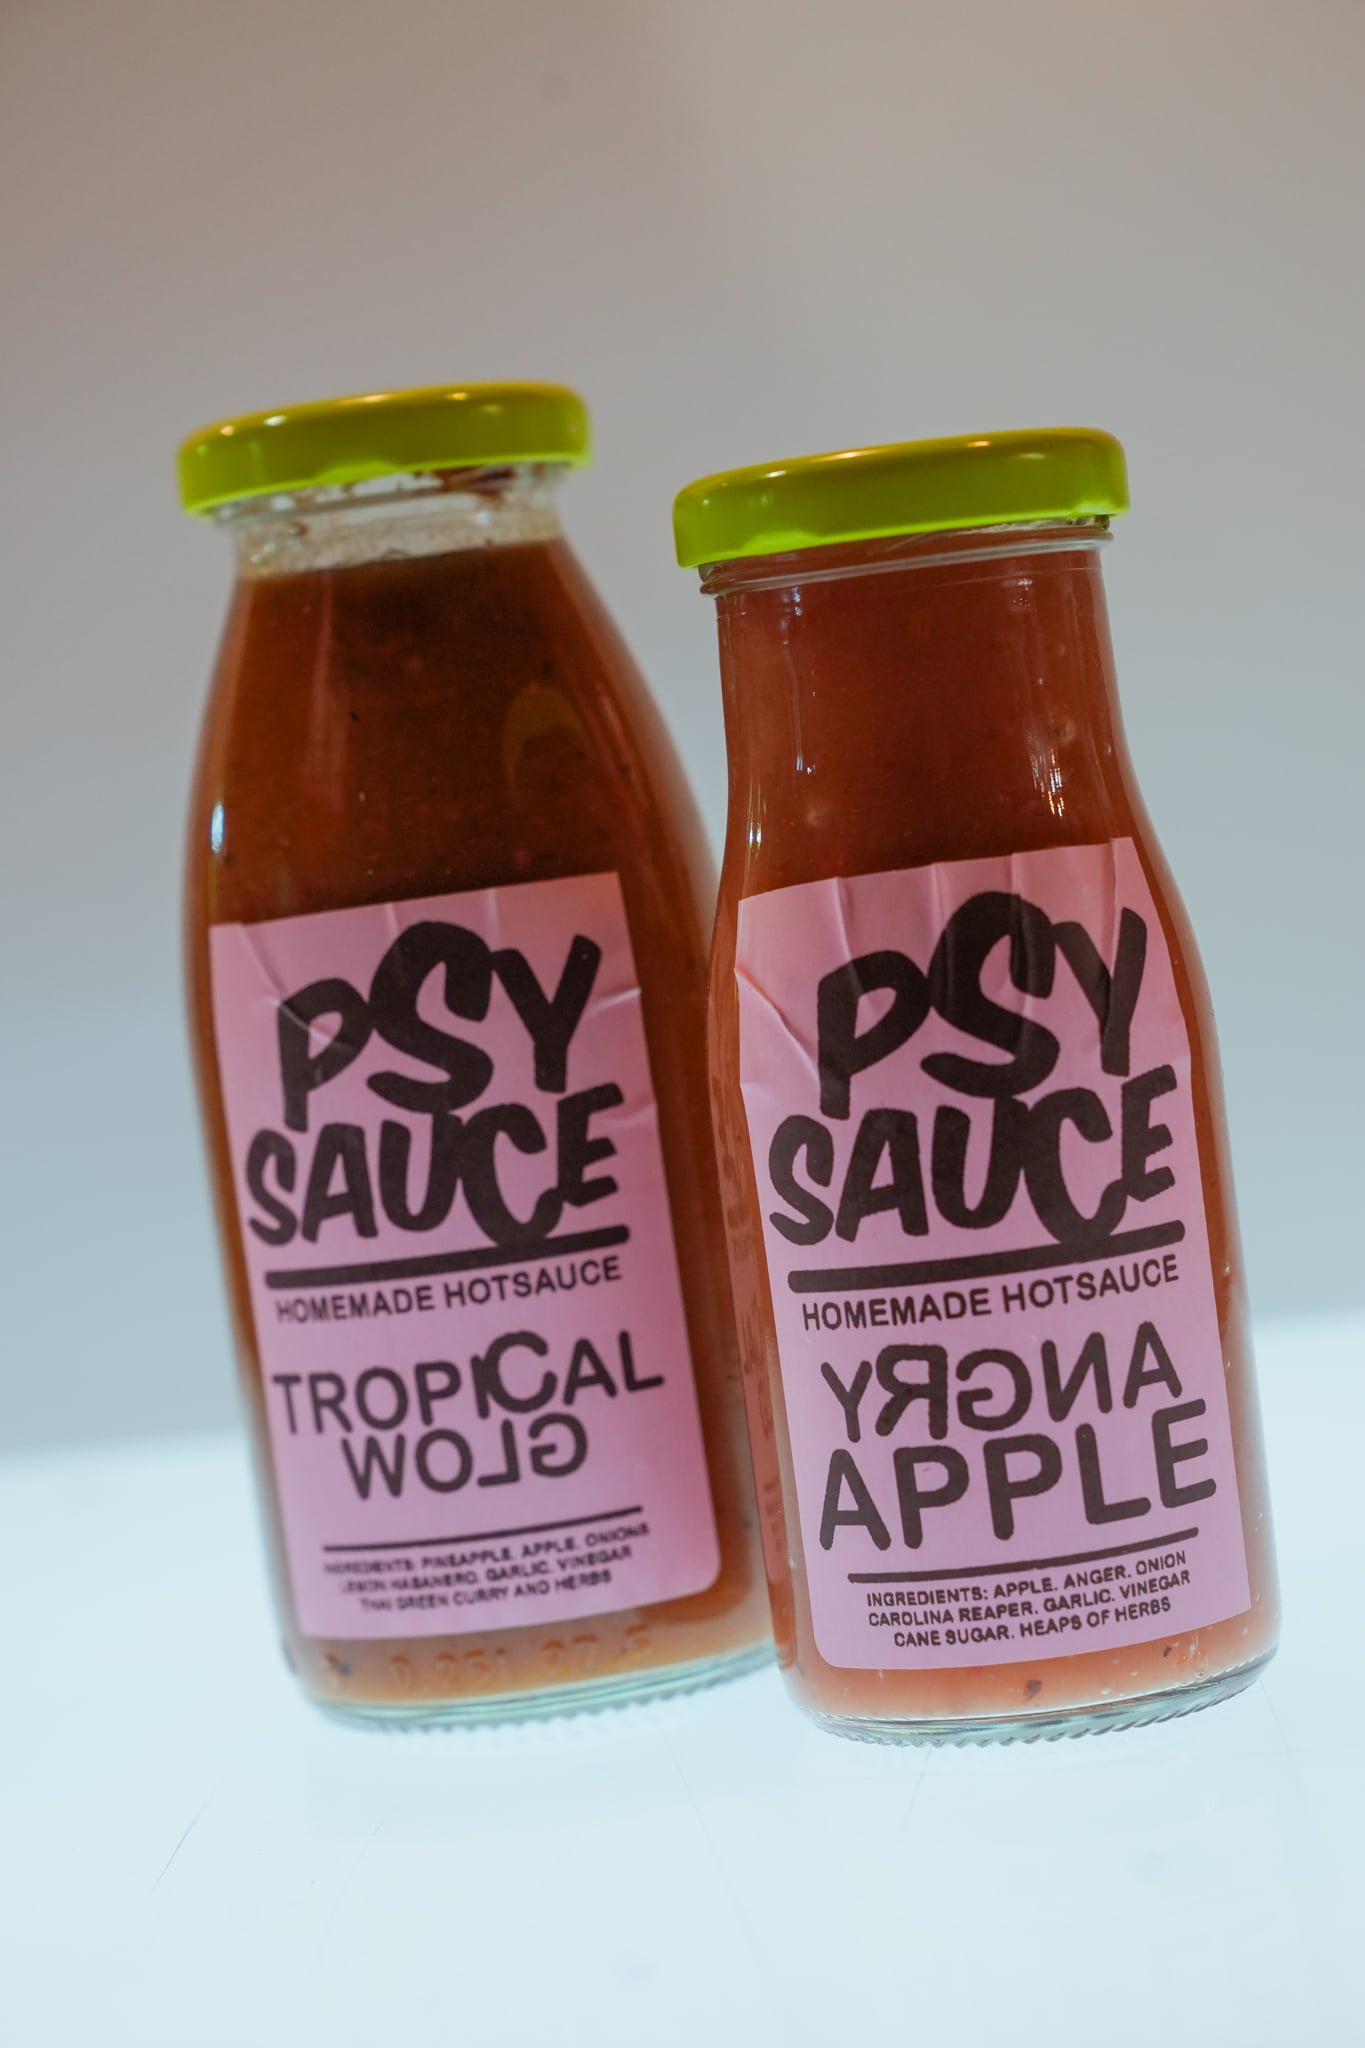 PSY
SAUCE
HOMEMADE HOTSAUCE
TROPICAL
GLOW
INGREDIENTS: PINEAPPLE. APPLE. ONIONS
LEMON HABANERO. GARLIC. VINEGAR
THAI GREEN CURRY AND HERBS
PSY
SAUCE
HOMEMADE HOTSAUCE
ANGRY
APPLE
INGREDIENTS: APPLE. ANGER. ONION
CAROLINA REAPER. GARLIC. VINEGAR
CANE SUGAR. HEAPS OF HERBS